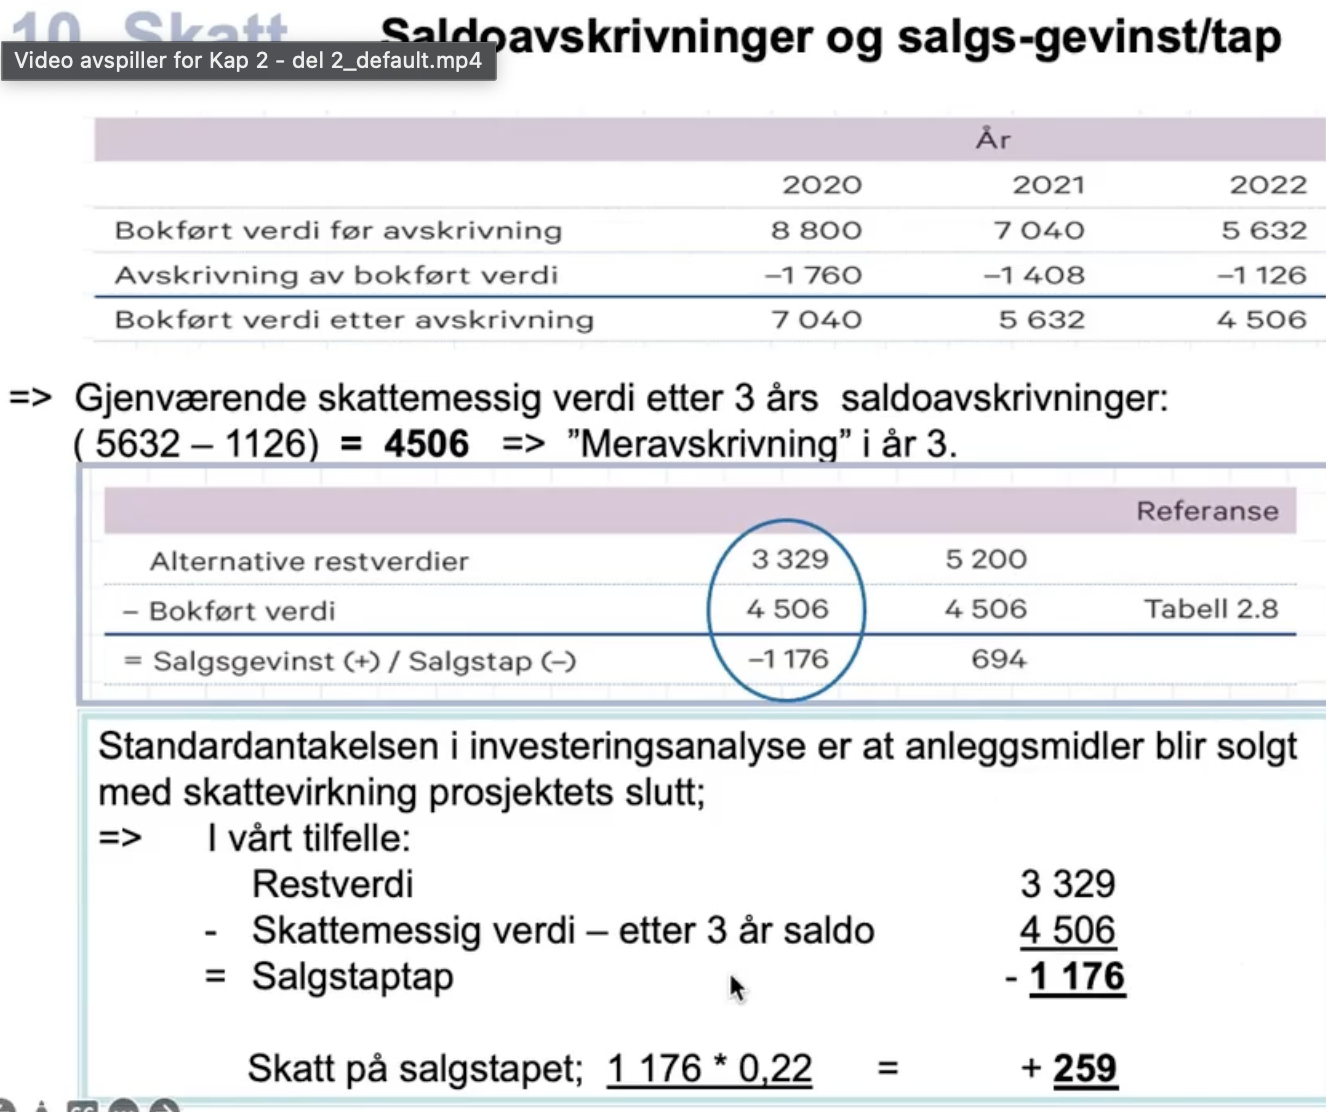 10. Skatt Saldoavskrivninger og salgs-gevinst/tap
Video avspiller for Kap 2 - del 2_default.mp4
År
2020 2021 2022
Bokført verdi før avskrivning 8 800 7 040 5 632
Avskrivning av bokført verdi –1 760 –1 408 –1 126
Bokført verdi etter avskrivning 7 040 5 632 4 506
=> Gjenværende skattemessig verdi etter 3 års saldoavskrivninger:
( 5632 – 1126) = 4506 => ”Meravskrivning” i år 3.
Referanse
Alternative restverdier 3 329 5 200
– Bokført verdi 4 506 4 506 Tabell 2.8
= Salgsgevinst (+) / Salgstap (–) –1 176 694
Standardantakelsen i investeringsanalyse er at anleggsmidler blir solgt
med skattevirkning prosjektets slutt;
=> I vårt tilfelle:
Restverdi 3 329
- Skattemessig verdi – etter 3 år saldo 4 506
= Salgstaptap - 1 176
Skatt på salgstapet; 1 176 * 0,22 = + 259